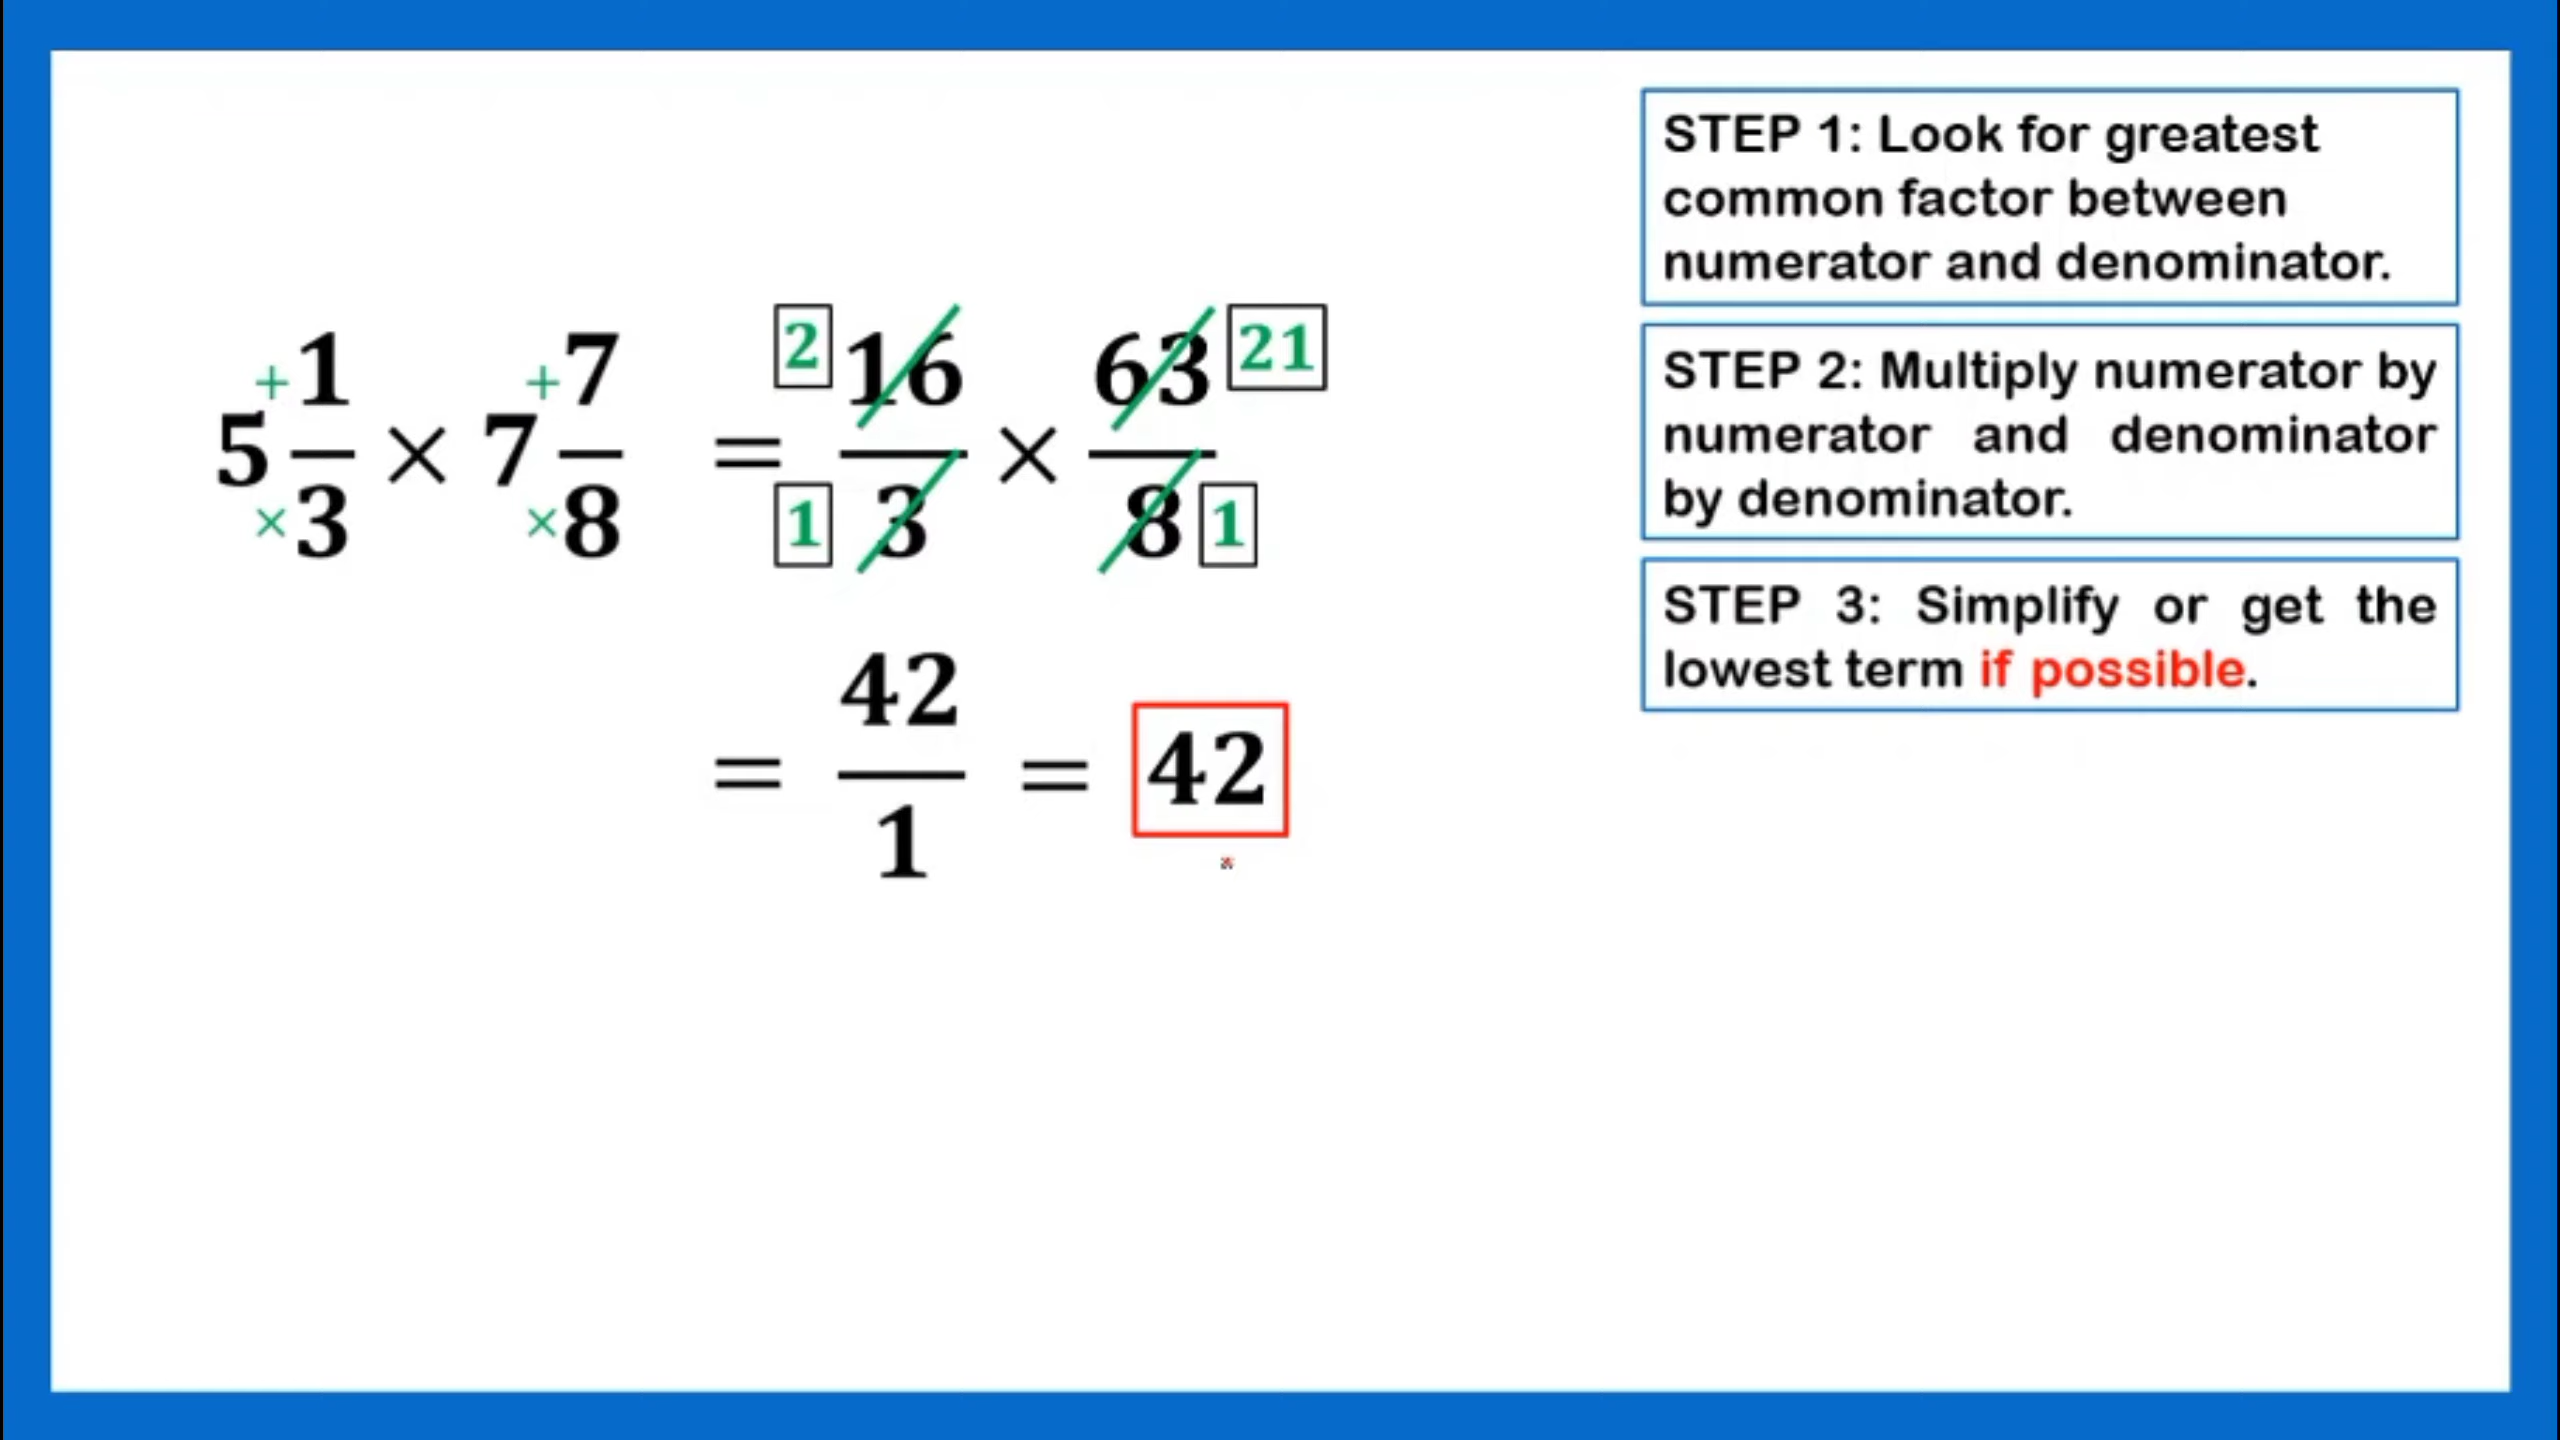 5 1/3 × 7 7/8 = 16/3 × 63/8
+ + × ×
2 21
1 1
= 42/1 = 42
STEP 1: Look for greatest
common factor between
numerator and denominator.
STEP 2: Multiply numerator by
numerator and denominator
by denominator.
STEP 3: Simplify or get the
lowest term if possible.